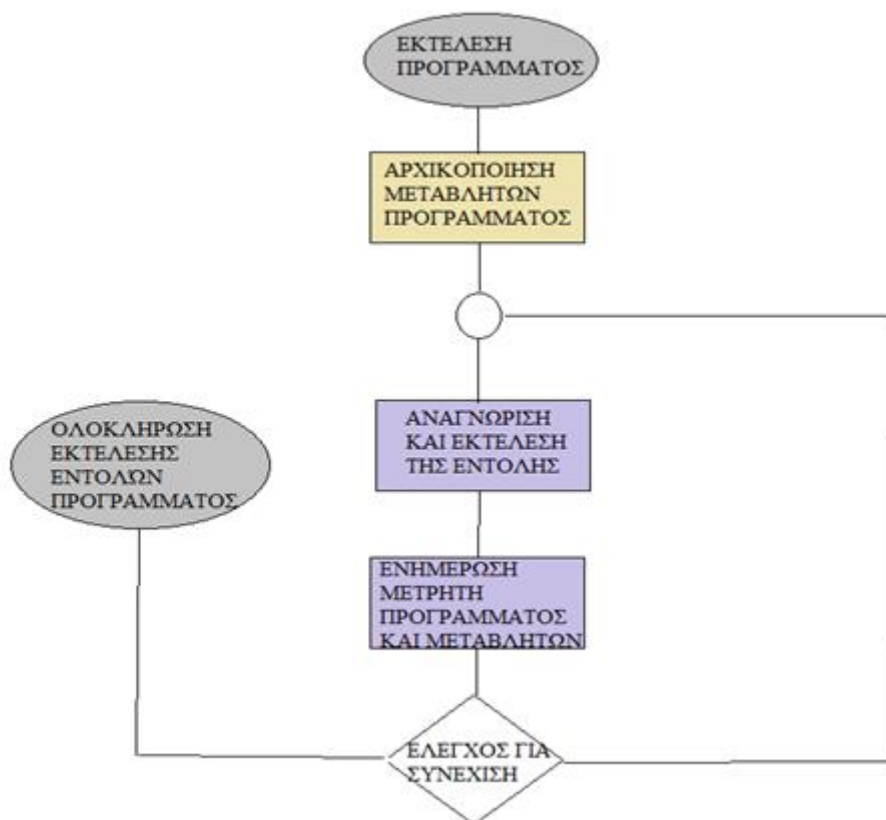 ΕΚΤΕΛΕΣΗ
ΠΡΟΓΡΑΜΜΑΤΟΣ
ΑΡΧΙΚΟΠΟΙΗΣΗ
ΜΕΤΑΒΛΗΤΩΝ
ΠΡΟΓΡΑΜΜΑΤΟΣ
ΑΝΑΓΝΩΡΙΣΗ
ΚΑΙ ΕΚΤΕΛΕΣΗ
ΤΗΣ ΕΝΤΟΛΗΣ
ΟΛΟΚΛΗΡΩΣΗ
ΕΚΤΕΛΕΣΗΣ
ΕΝΤΟΛΏΝ
ΠΡΟΓΡΑΜΜΑΤΟΣ
ΕΝΗΜΕΡΩΣΗ
ΜΕΤΡΗΤΗ
ΠΡΟΓΡΑΜΜΑΤΟΣ
ΚΑΙ ΜΕΤΑΒΛΗΤΩΝ
ΕΛΕΓΧΟΣ ΓΙΑ
ΣΥΝΕΧΙΣΗ